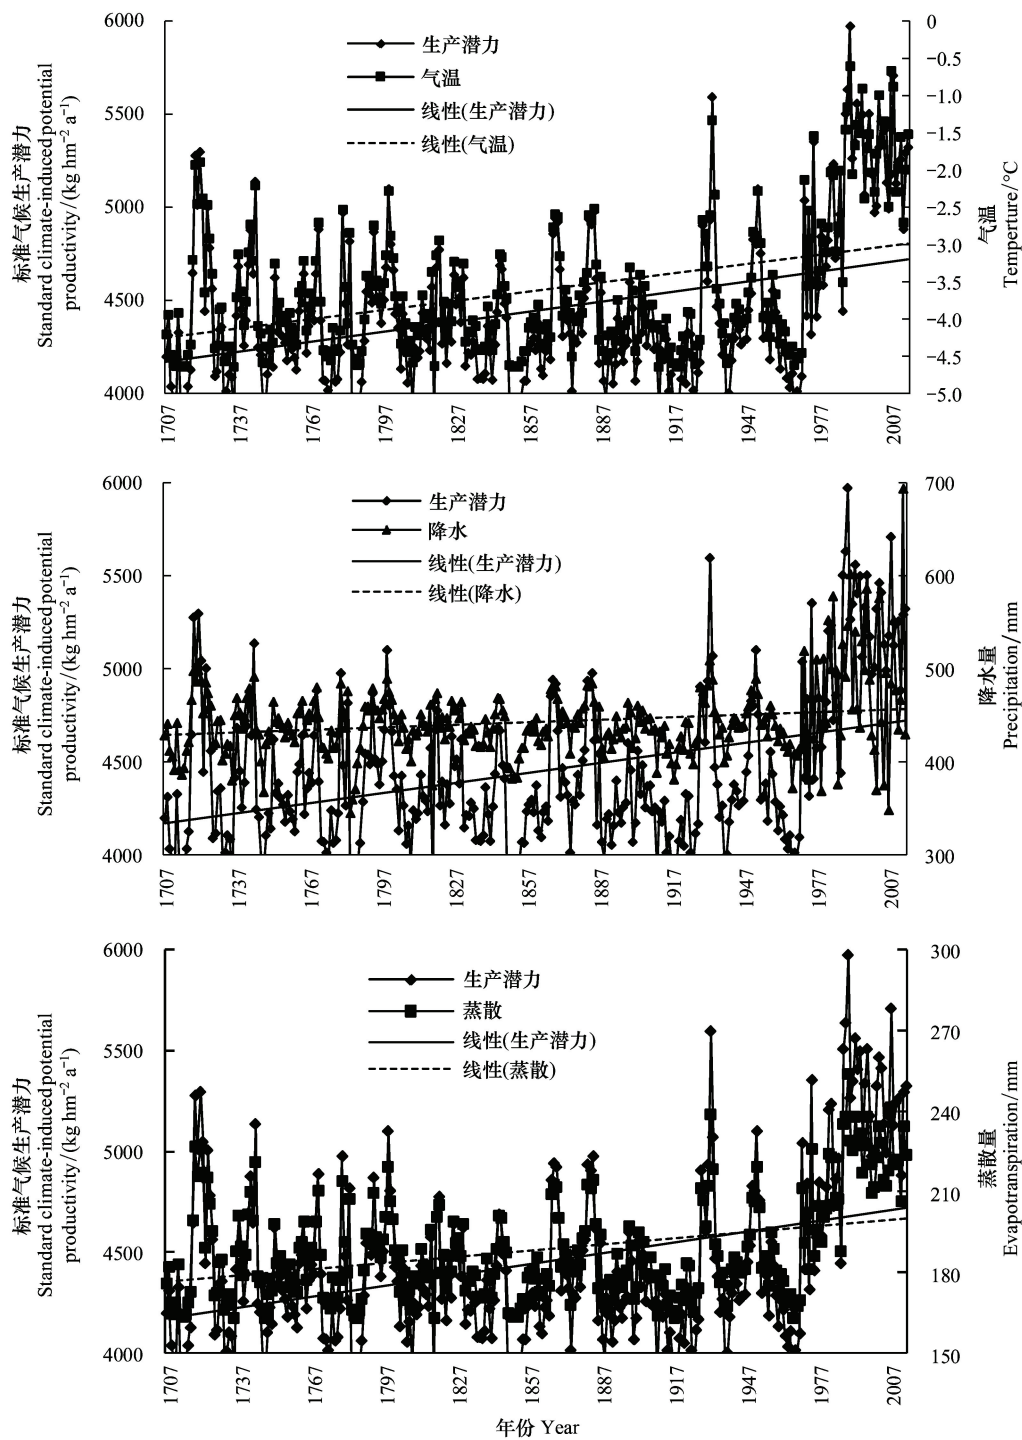 标准气候生产潜力
Standard climate-induced potential
productivity/(kg hm⁻² a⁻¹)
6000
5500
5000
4500
4000
生产潜力
气温
线性(生产潜力)
线性(气温)
0
−0.5
−1.0
−1.5
−2.0
−2.5
−3.0
−3.5
−4.0
−4.5
−5.0
气温
Temperture/°C
1707
1737
1767
1797
1827
1857
1887
1917
1947
1977
2007
标准气候生产潜力
Standard climate-induced potential
productivity/(kg hm⁻² a⁻¹)
6000
5500
5000
4500
4000
生产潜力
降水
线性(生产潜力)
线性(降水)
700
600
500
400
300
降水量
Precipitation/mm
1707
1737
1767
1797
1827
1857
1887
1917
1947
1977
2007
标准气候生产潜力
Standard climate-induced potential
productivity/(kg hm⁻² a⁻¹)
6000
5500
5000
4500
4000
生产潜力
蒸散
线性(生产潜力)
线性(蒸散)
300
270
240
210
180
150
蒸散量
Evapotranspiration/mm
1707
1737
1767
1797
1827
1857
1887
1917
1947
1977
2007
年份 Year